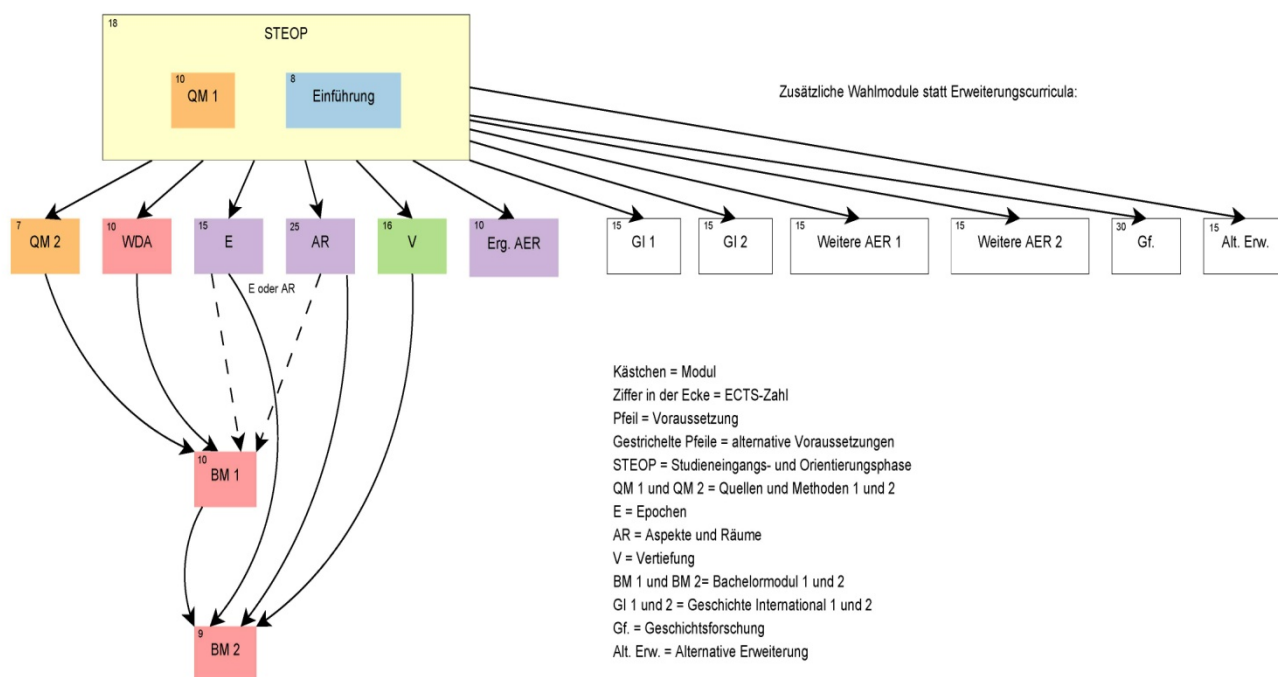 18
STEOP
10
QM 1
8
Einführung
Zusätzliche Wahlmodule statt Erweiterungscurricula:
7
QM 2
10
WDA
15
E
25
AR
16
V
10
Erg. AER
15
GI 1
15
GI 2
15
Weitere AER 1
15
Weitere AER 2
30
Gf.
15
Alt. Erw.
E oder AR
10
BM 1
9
BM 2
Kästchen = Modul
Ziffer in der Ecke = ECTS-Zahl
Pfeil = Voraussetzung
Gestrichelte Pfeile = alternative Voraussetzungen
STEOP = Studieneingangs- und Orientierungsphase
QM 1 und QM 2 = Quellen und Methoden 1 und 2
E = Epochen
AR = Aspekte und Räume
V = Vertiefung
BM 1 und BM 2= Bachelormodul 1 und 2
GI 1 und 2 = Geschichte International 1 und 2
Gf. = Geschichtsforschung
Alt. Erw. = Alternative Erweiterung